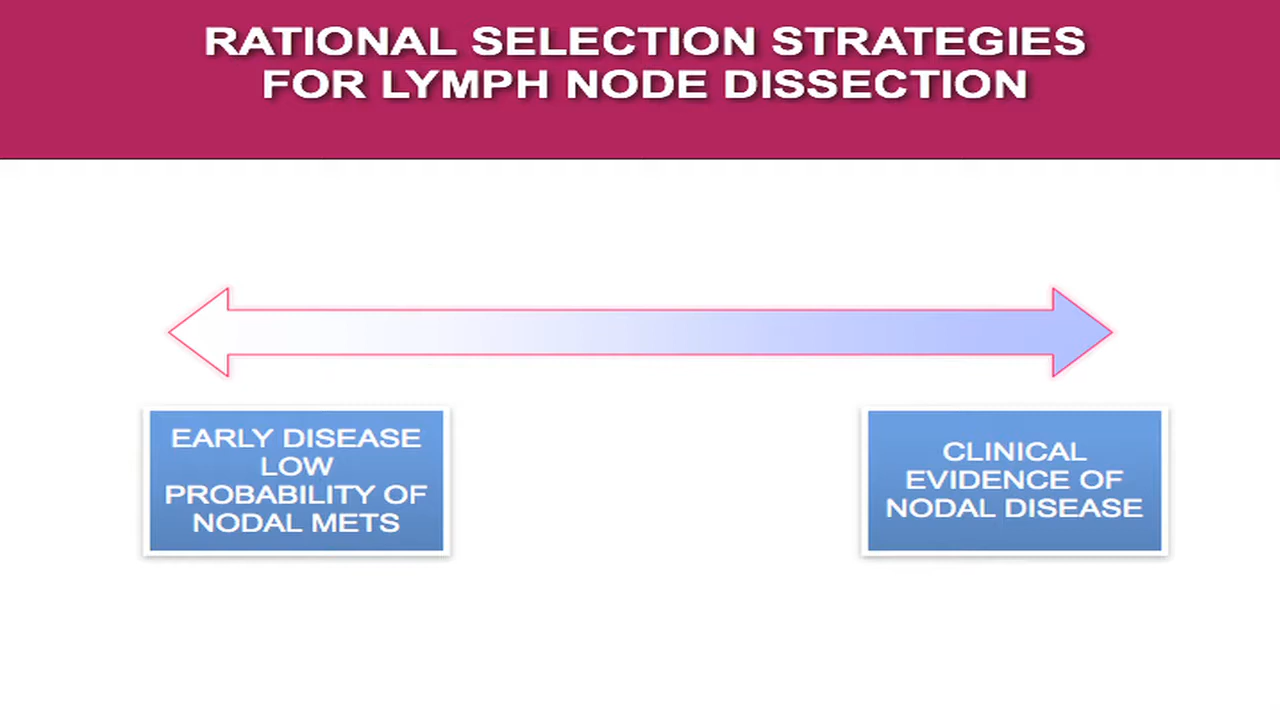 RATIONAL SELECTION STRATEGIES
FOR LYMPH NODE DISSECTION
EARLY DISEASE
LOW
PROBABILITY OF
NODAL METS
CLINICAL
EVIDENCE OF
NODAL DISEASE